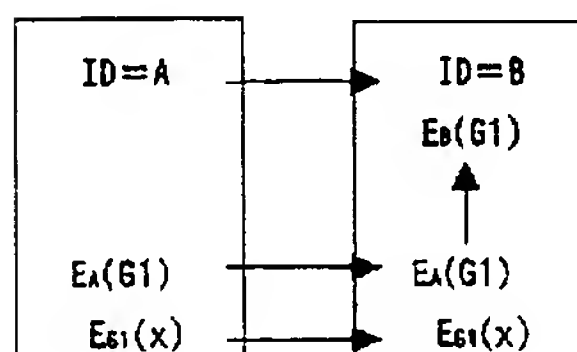 ID=A
ID=B
EB(G1)
EA(G1)
EA(G1)
EG1(x)
EG1(x)